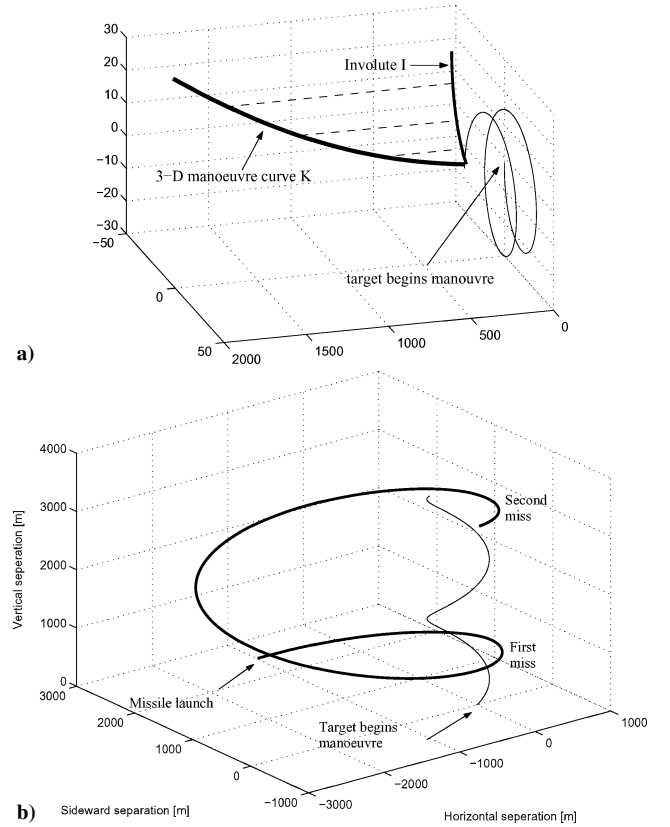 30
20
10
0
−10
−20
−30
−50
0
50
2000
1500
1000
500
0
Involute I
3−D manoeuvre curve K
target begins manouvre
a)
4000
3000
2000
1000
0
3000
2000
1000
0
−1000
−3000
−2000
−1000
0
1000
Vertical seperation [m]
Second
miss
First
miss
Missile launch
Target begins
manoeuvre
b)
Sideward separation [m]
Horizontal seperation [m]